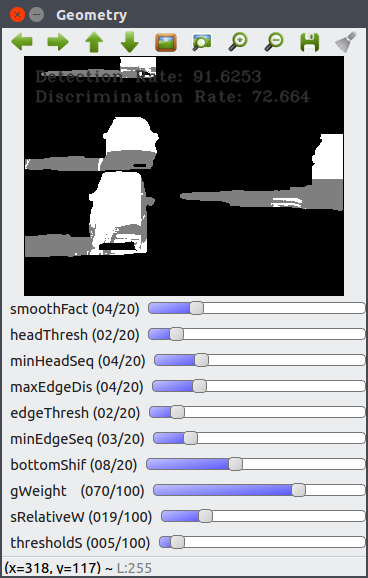 Geometry
Detection Rate: 91.6253
Discrimination Rate: 72.664
smoothFact (04/20)
headThresh (02/20)
minHeadSeq (04/20)
maxEdgeDis (04/20)
edgeThresh (02/20)
minEdgeSeq (03/20)
bottomShif (08/20)
gWeight (070/100)
sRelativeW (019/100)
thresholdS (005/100)
(x=318, y=117) ~ L:255